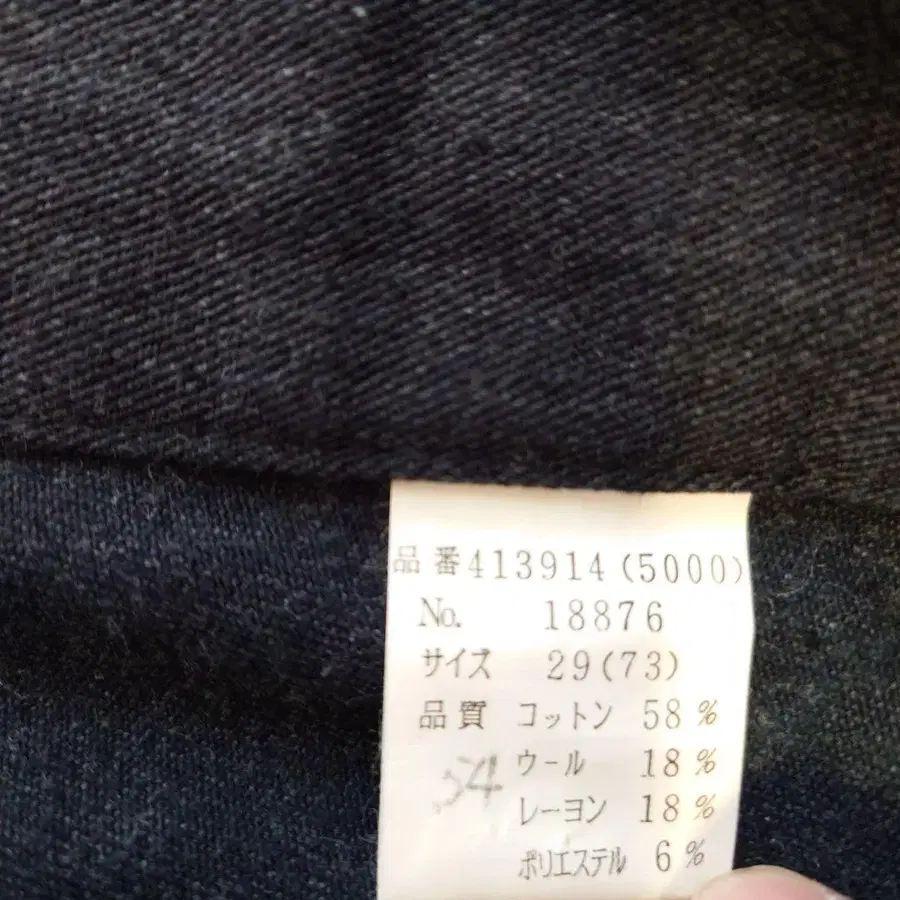 品番413914(5000)
No. 18876
サイズ 29(73)
品質 コットン 58%
ウール 18%
54
レーヨン 18%
ポリエステル 6%